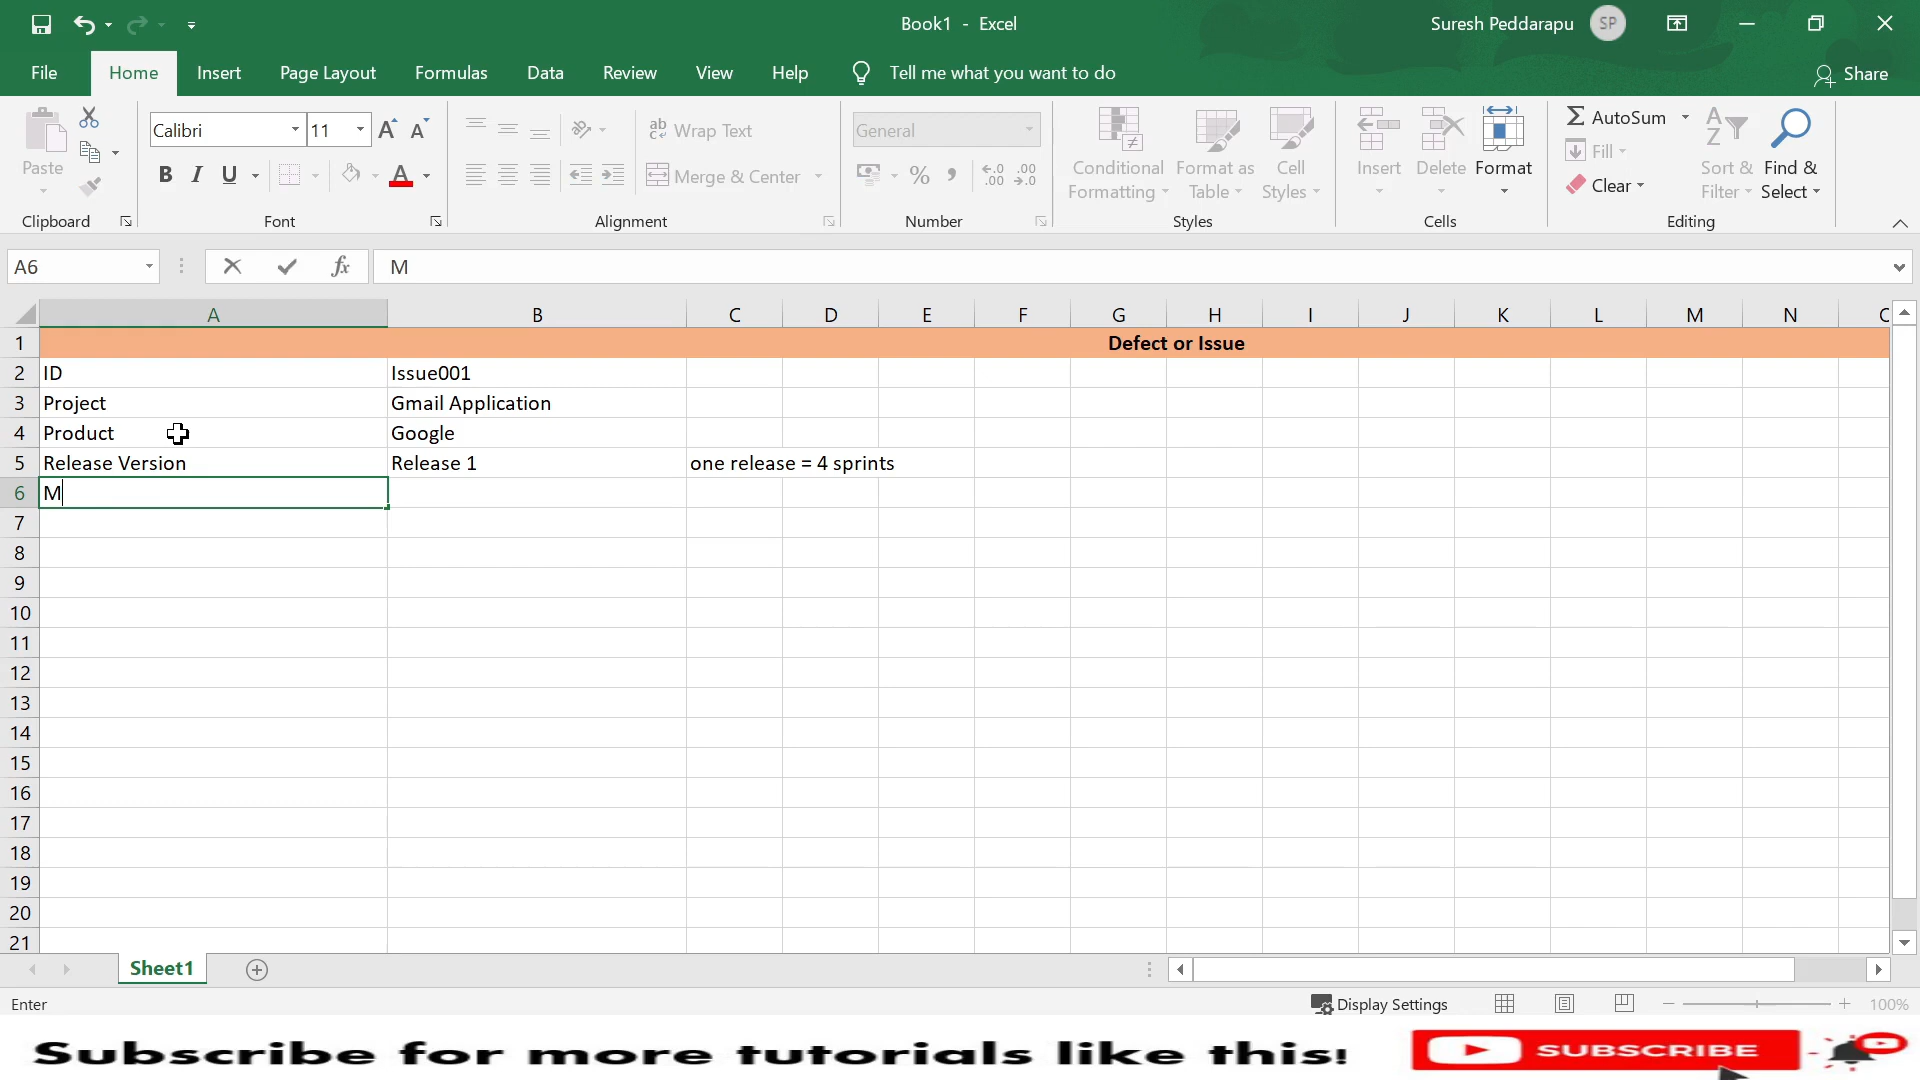 Book1 - Excel
Suresh Peddarapu SP
File Home Insert Page Layout Formulas Data Review View Help Tell me what you want to do Share
Paste
Clipboard
Calibri 11
B I U A
Font
ab Wrap Text
Merge & Center
Alignment
General
% ,
Number
Conditional Formatting
Format as Table
Cell Styles
Styles
Insert Delete Format
Cells
AutoSum
Fill
Clear
Sort & Filter
Find & Select
Editing
A6 fx M
A B C D E F G H I J K L M N
1 Defect or Issue
2 ID Issue001
3 Project Gmail Application
4 Product Google
5 Release Version Release 1 one release = 4 sprints
6 M
7
8
9
10
11
12
13
14
15
16
17
18
19
20
21
Sheet1
Enter Display Settings 100%
Subscribe for more tutorials like this! SUBSCRIBE